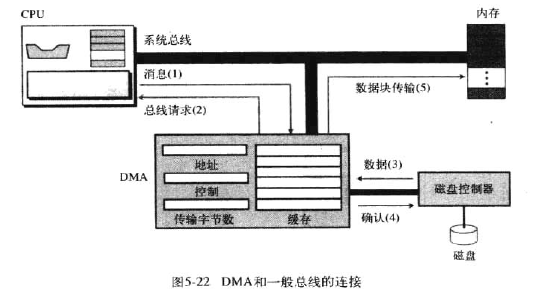 CPU
内存
系统总线
消息(1)
数据块传输(5)
总线请求(2)
DMA
地址
控制
传输字节数
缓存
数据(3)
磁盘控制器
确认(4)
磁盘
图5-22 DMA和一般总线的连接